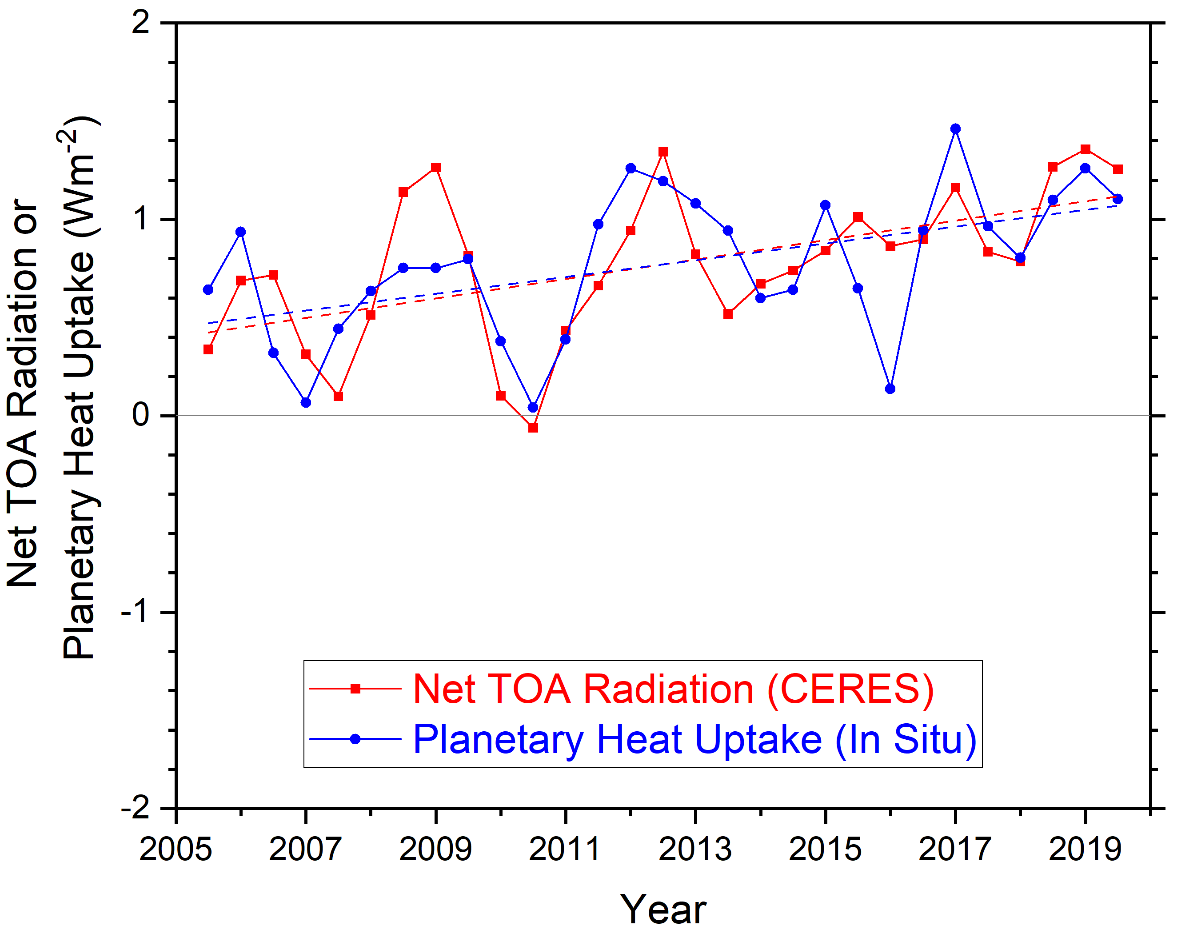 Net TOA Radiation or
Planetary Heat Uptake (Wm-2)
2
1
0
-1
-2
Net TOA Radiation (CERES)
Planetary Heat Uptake (In Situ)
2005 2007 2009 2011 2013 2015 2017 2019
Year